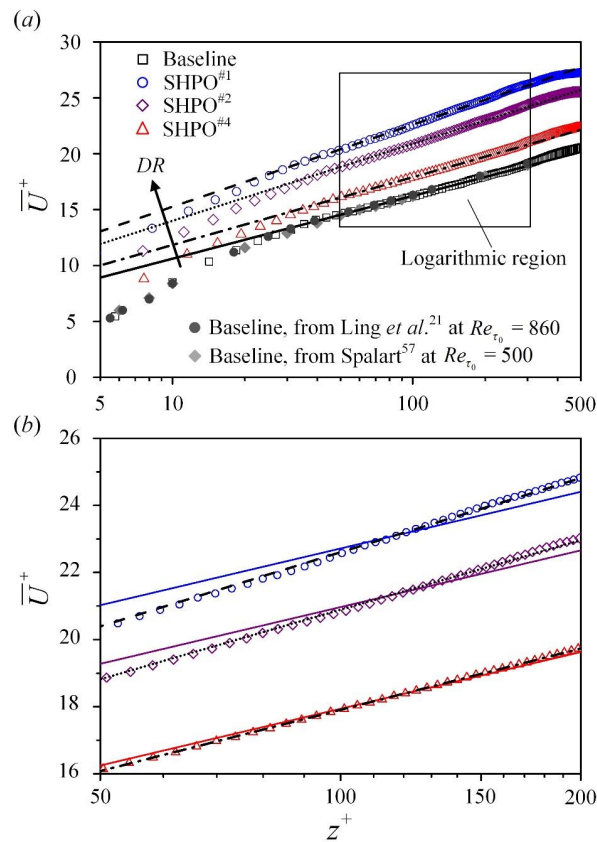 (a)
30
25
20
15
10
5
0
U̅⁺
Baseline
SHPO#1
SHPO#2
SHPO#4
DR
Logarithmic region
Baseline, from Ling et al.21 at Reτ0 = 860
Baseline, from Spalart57 at Reτ0 = 500
5 10 100 500
(b)
26
24
22
20
18
16
U̅⁺
50 100 200
z⁺